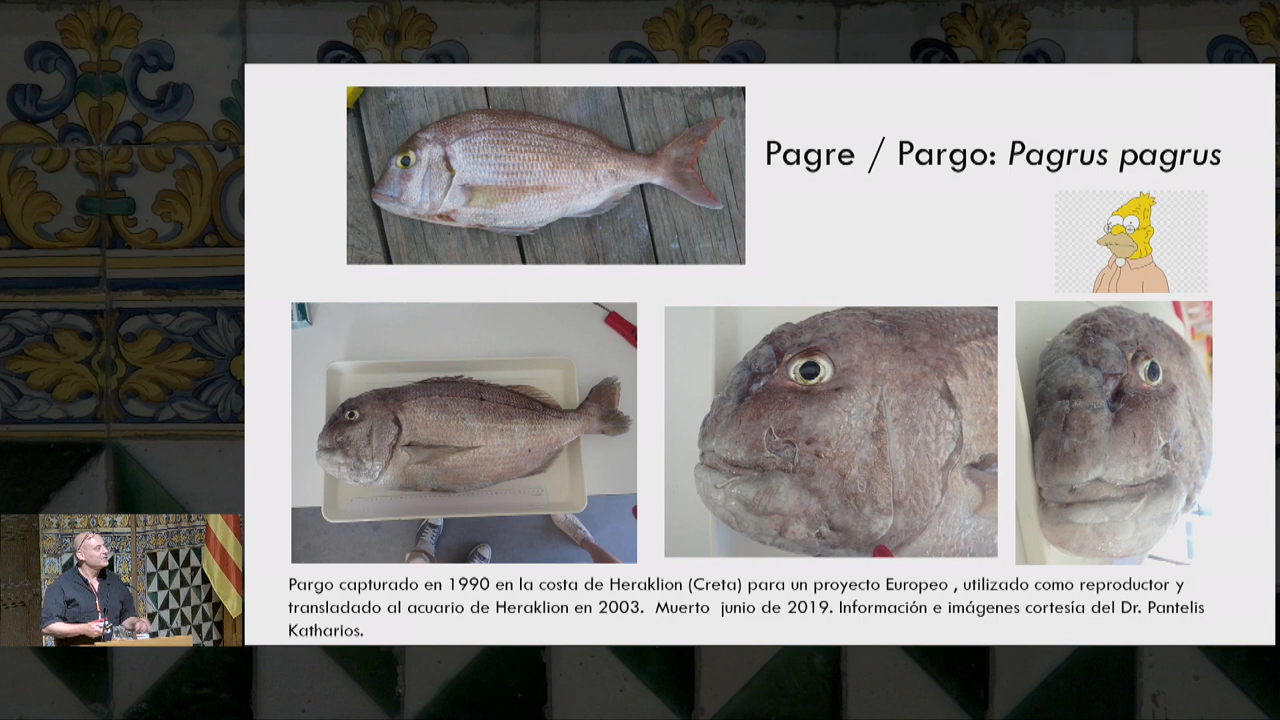 Pagre / Pargo: Pagrus pagrus
Pargo capturado en 1990 en la costa de Heraklion (Creta) para un proyecto Europeo , utilizado como reproductor y
transladado al acuario de Heraklion en 2003.  Muerto  junio de 2019. Información e imágenes cortesía del Dr. Pantelis
Katharios.